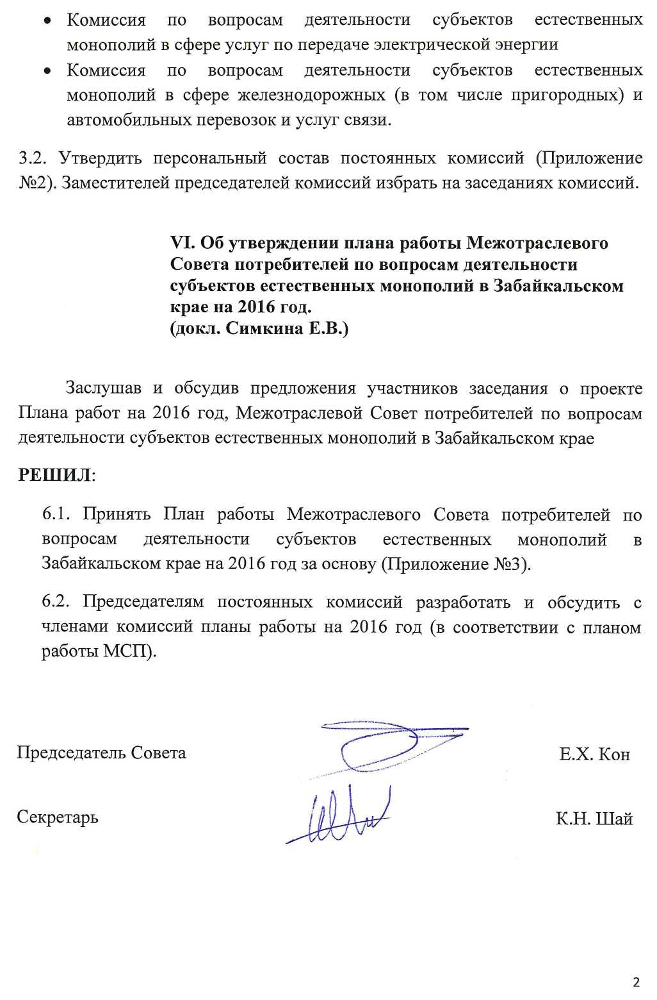 • Комиссия по вопросам деятельности субъектов естественных
монополий в сфере услуг по передаче электрической энергии
• Комиссия по вопросам деятельности субъектов естественных
монополий в сфере железнодорожных (в том числе пригородных) и
автомобильных перевозок и услуг связи.
3.2. Утвердить персональный состав постоянных комиссий (Приложение
№2). Заместителей председателей комиссий избрать на заседаниях комиссий.
VI. Об утверждении плана работы Межотраслевого
Совета потребителей по вопросам деятельности
субъектов естественных монополий в Забайкальском
крае на 2016 год.
(докл. Симкина Е.В.)
Заслушав и обсудив предложения участников заседания о проекте
Плана работ на 2016 год, Межотраслевой Совет потребителей по вопросам
деятельности субъектов естественных монополий в Забайкальском крае
РЕШИЛ:
6.1. Принять План работы Межотраслевого Совета потребителей по
вопросам деятельности субъектов естественных монополий в
Забайкальском крае на 2016 год за основу (Приложение №3).
6.2. Председателям постоянных комиссий разработать и обсудить с
членами комиссий планы работы на 2016 год (в соответствии с планом
работы МСП).
Председатель Совета Е.Х. Кон
Секретарь К.Н. Шай
2